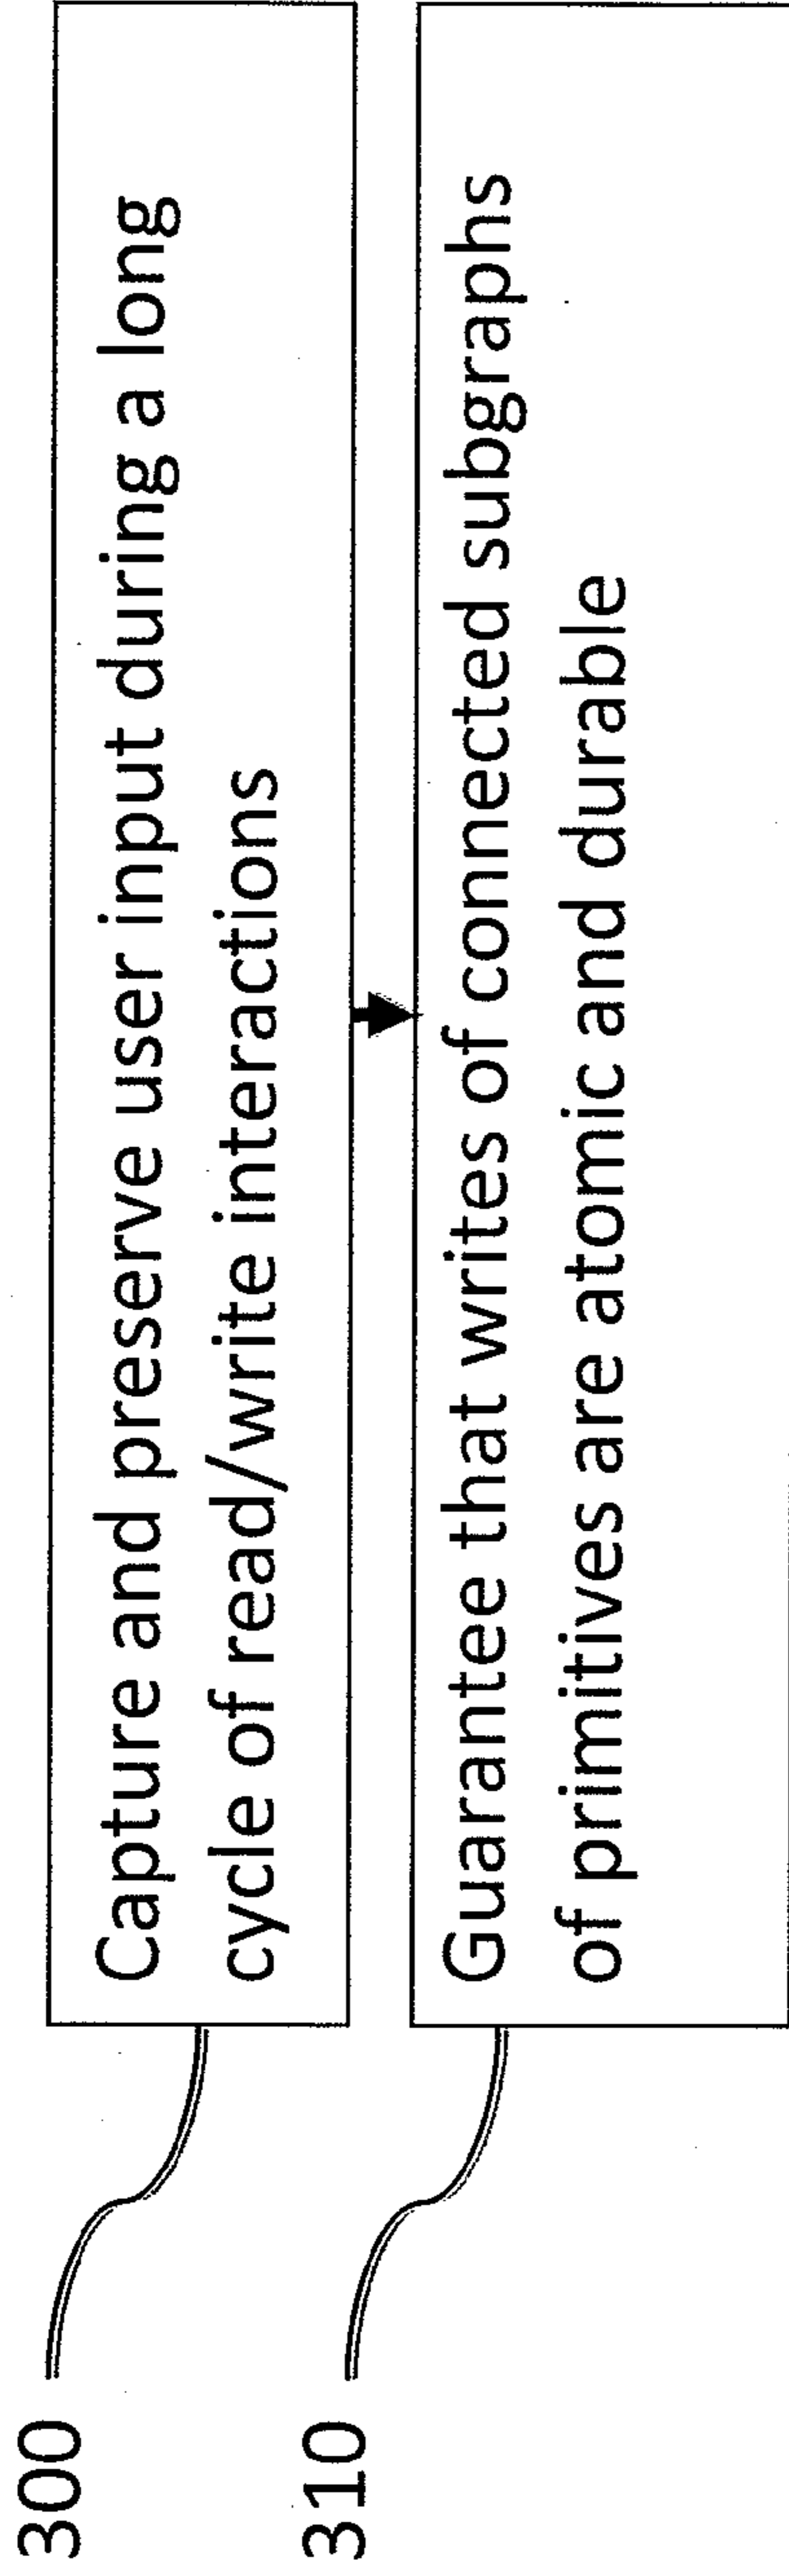 300
Capture and preserve user input during a long
cycle of read/write interactions
310
Guarantee that writes of connected subgraphs
of primitives are atomic and durable